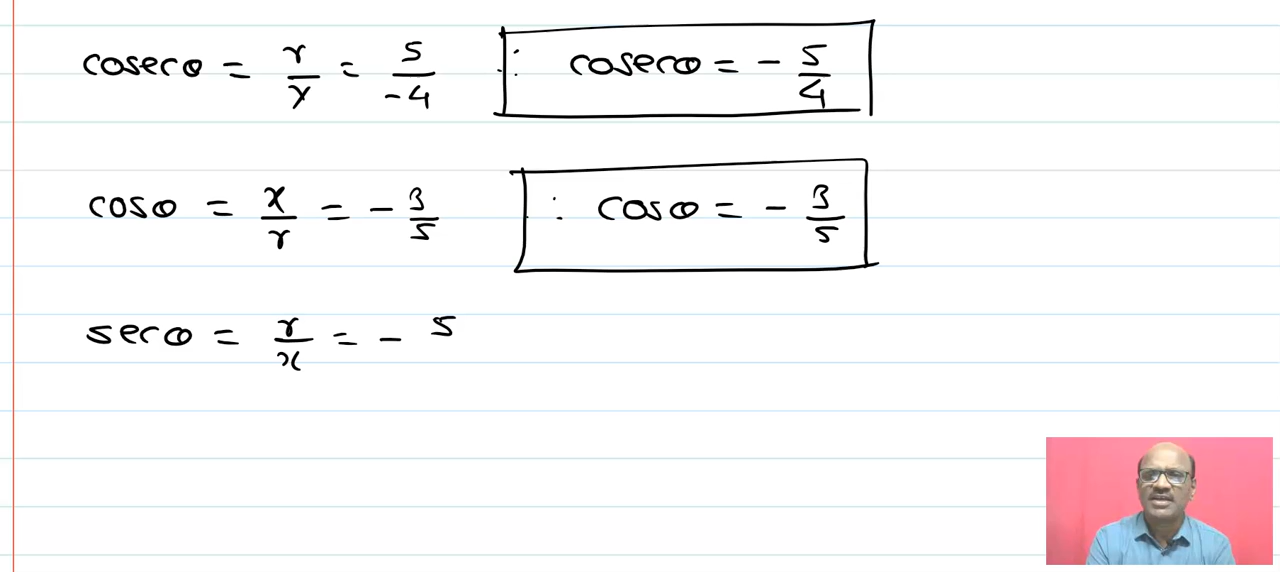 cosecθ = r/y = 5/-4 ∴ cosecθ = - 5/4
cosθ = x/r = - 3/5 ∴ cosθ = - 3/5
secθ = r/x = - 5